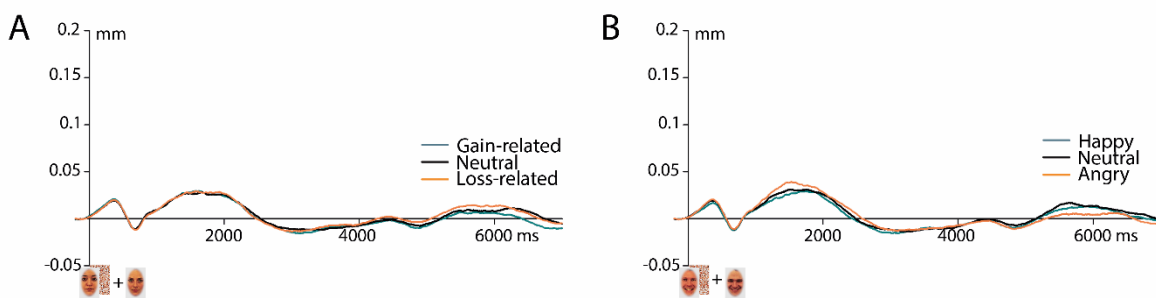 A
0.2
mm
0.15
0.1
0.05
0
-0.05
Gain-related
Neutral
Loss-related
2000
4000
6000 ms
+
B
0.2
mm
0.15
0.1
0.05
0
-0.05
Happy
Neutral
Angry
2000
4000
6000 ms
+